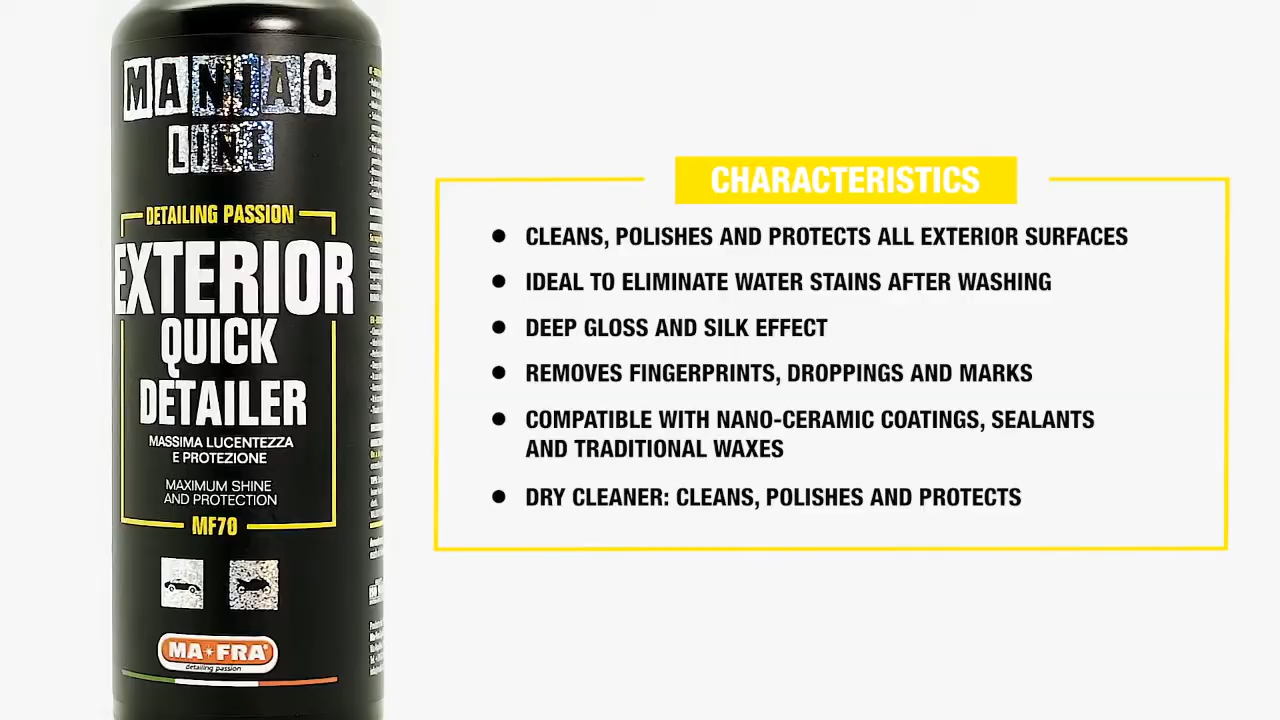 MANIAC
LINE
DETAILING PASSION
EXTERIOR
QUICK
DETAILER
MASSIMA LUCENTEZZA
E PROTEZIONE
MAXIMUM SHINE
AND PROTECTION
MF70
MA*FRA®
detailing passion
CHARACTERISTICS
• CLEANS, POLISHES AND PROTECTS ALL EXTERIOR SURFACES
• IDEAL TO ELIMINATE WATER STAINS AFTER WASHING
• DEEP GLOSS AND SILK EFFECT
• REMOVES FINGERPRINTS, DROPPINGS AND MARKS
• COMPATIBLE WITH NANO-CERAMIC COATINGS, SEALANTS
AND TRADITIONAL WAXES
• DRY CLEANER: CLEANS, POLISHES AND PROTECTS